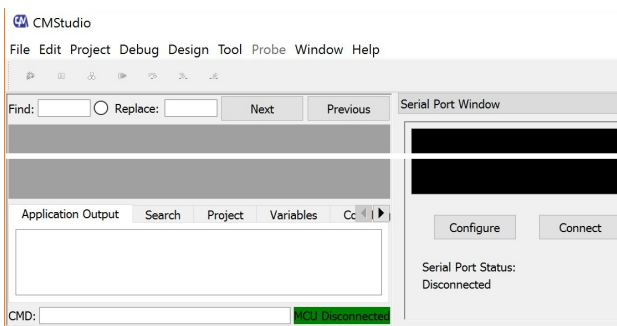 CMStudio
File Edit Project Debug Design Tool Probe Window Help
Find: Replace: Next Previous
Serial Port Window
Application Output Search Project Variables
Configure Connect
Serial Port Status:
Disconnected
CMD: MCU Disconnected